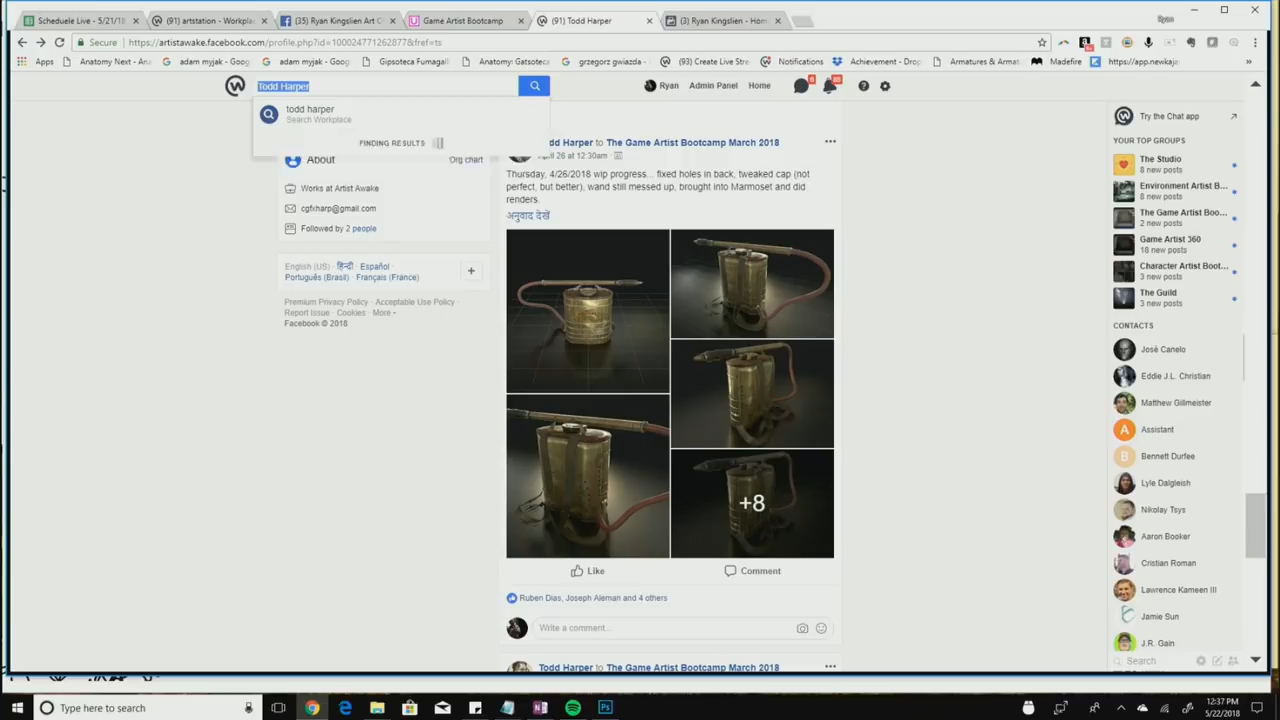 Schedeule Live - 5/21/18
(91) artstation - Workplac
(35) Ryan Kingslien Art O
Game Artist Bootcamp
(91) Todd Harper
(3) Ryan Kingslien - Hom
Ryan
Secure
https://artistawake.facebook.com/profile.php?id=100024771262877&fref=ts
Apps
Anatomy Next - An
adam myjak - Goog
adam myjak - Goog
Gipsoteca Fumagall
Anatomy: Gatsoteca
grzegorz gwiazda -
(93) Create Live Stre
Notifications
Achievement - Drop
Armatures & Armat
Madefire
https://app.newkaja
Todd Harper
Ryan
Admin Panel
Home
todd harper
Search Workplace
FINDING RESULTS
About
Org chart
Works at Artist Awake
cgfxharp@gmail.com
Followed by 2 people
English (US) · हिन्दी · Español ·
Português (Brasil) · Français (France)
Premium Privacy Policy · Acceptable Use Policy ·
Report Issue · Cookies · More
Facebook © 2018
Todd Harper to The Game Artist Bootcamp March 2018
April 26 at 12:30am
Thursday, 4/26/2018 wip progress... fixed holes in back, tweaked cap (not
perfect, but better), wand still messed up, brought into Marmoset and did
renders.
अनुवाद देखें
+8
Like
Comment
Ruben Dias, Joseph Aleman and 4 others
Write a comment...
Todd Harper to The Game Artist Bootcamp March 2018
Try the Chat app
YOUR TOP GROUPS
The Studio
8 new posts
Environment Artist B...
8 new posts
The Game Artist Boo...
2 new posts
Game Artist 360
18 new posts
Character Artist Boot...
3 new posts
The Guild
3 new posts
CONTACTS
Josè Canelo
Eddie J.L. Christian
Matthew Gillmeister
A Assistant
B Bennett Durfee
Lyle Dalgleish
Nikolay Tsys
Aaron Booker
Cristian Roman
Lawrence Kameen III
Jamie Sun
J.R. Gain
Search
Type here to search
12:37 PM
5/22/2018